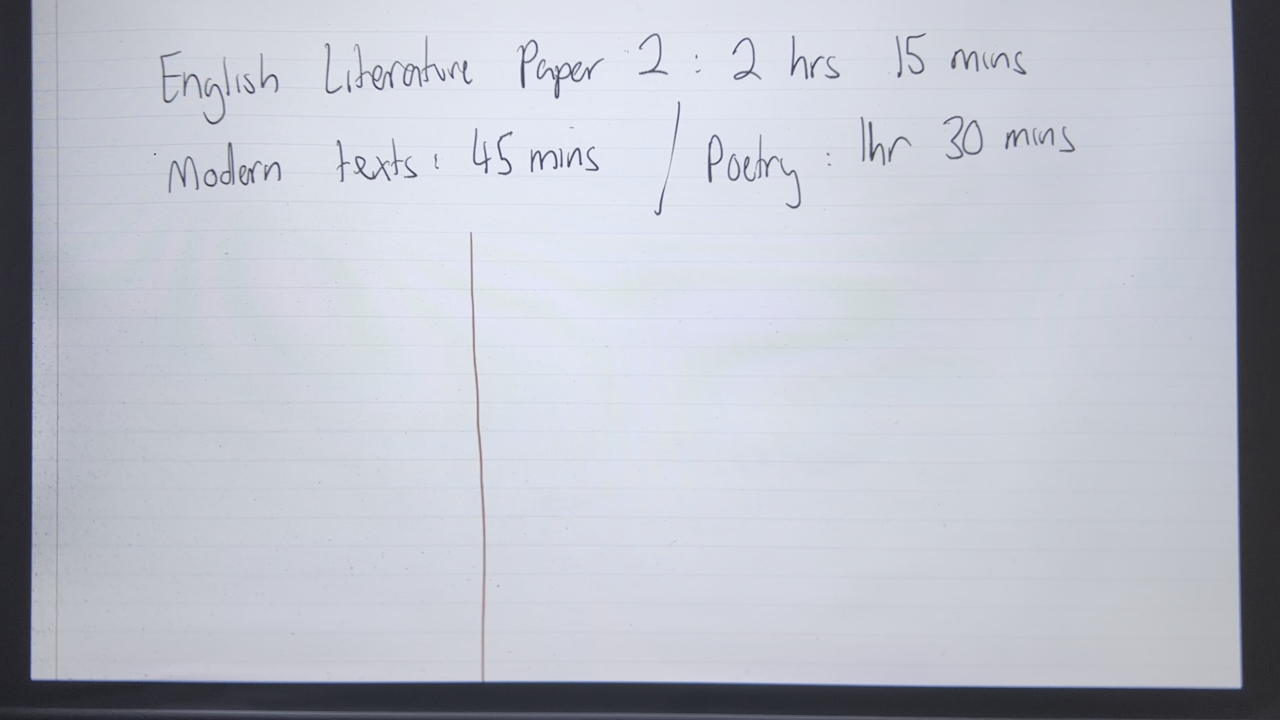 English Literature Paper 2 : 2 hrs 15 mins
Modern texts : 45 mins / Poetry : 1hr 30 mins